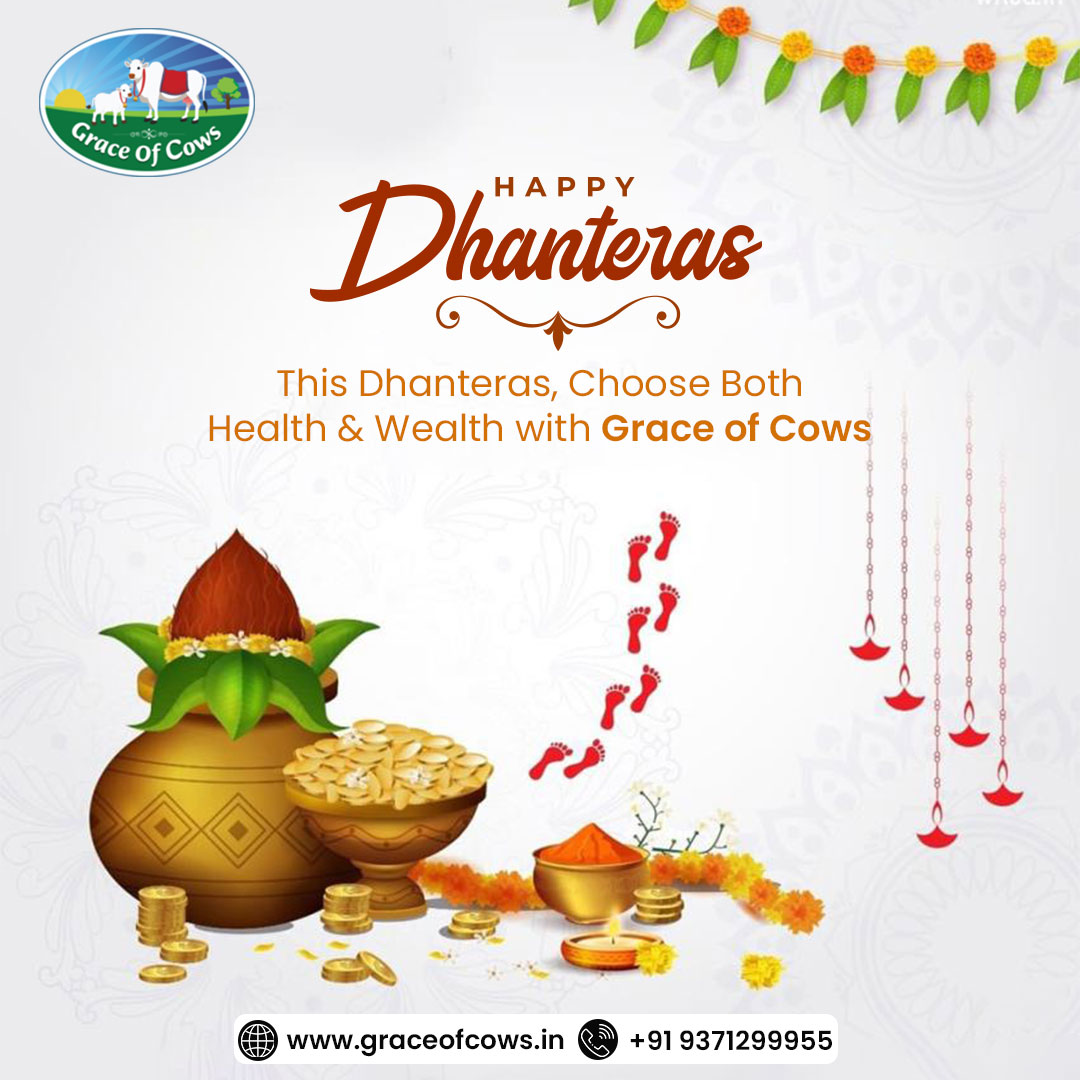 Grace Of Cows
HAPPY
Dhanteras
This Dhanteras, Choose Both
Health & Wealth with Grace of Cows
www.graceofcows.in
+91 9371299955